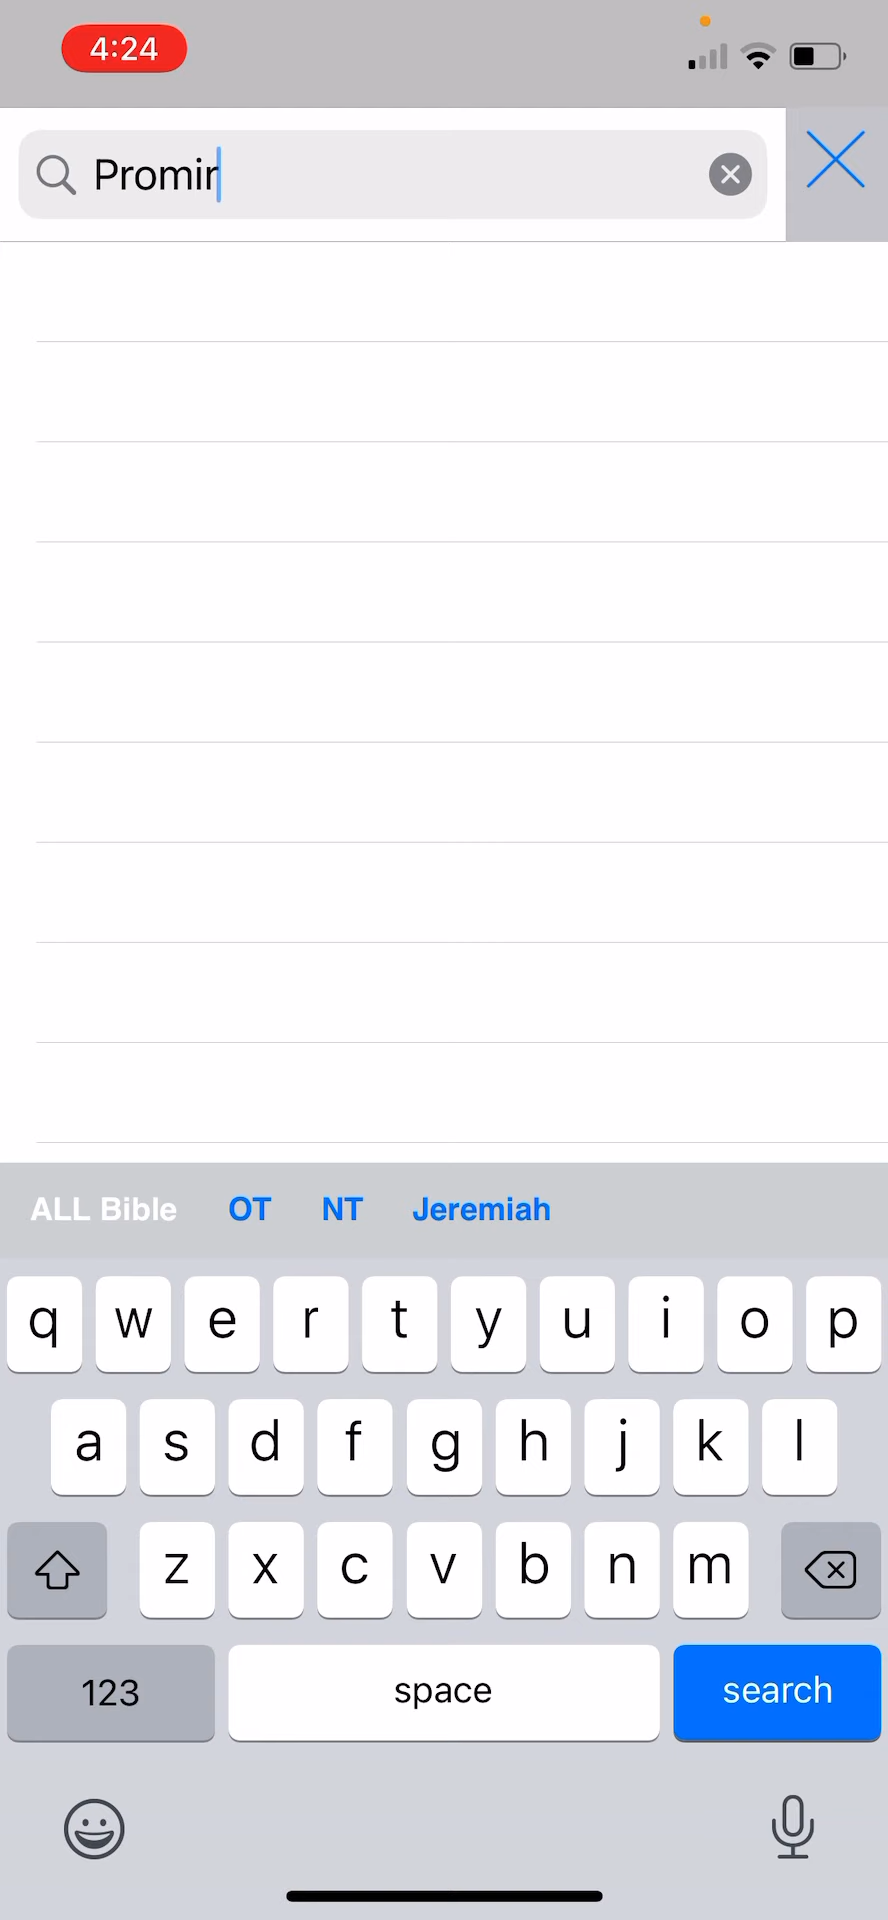 4:24
Promir
ALL Bible OT NT Jeremiah
q w e r t y u i o p
a s d f g h j k l
z x c v b n m
123 space search